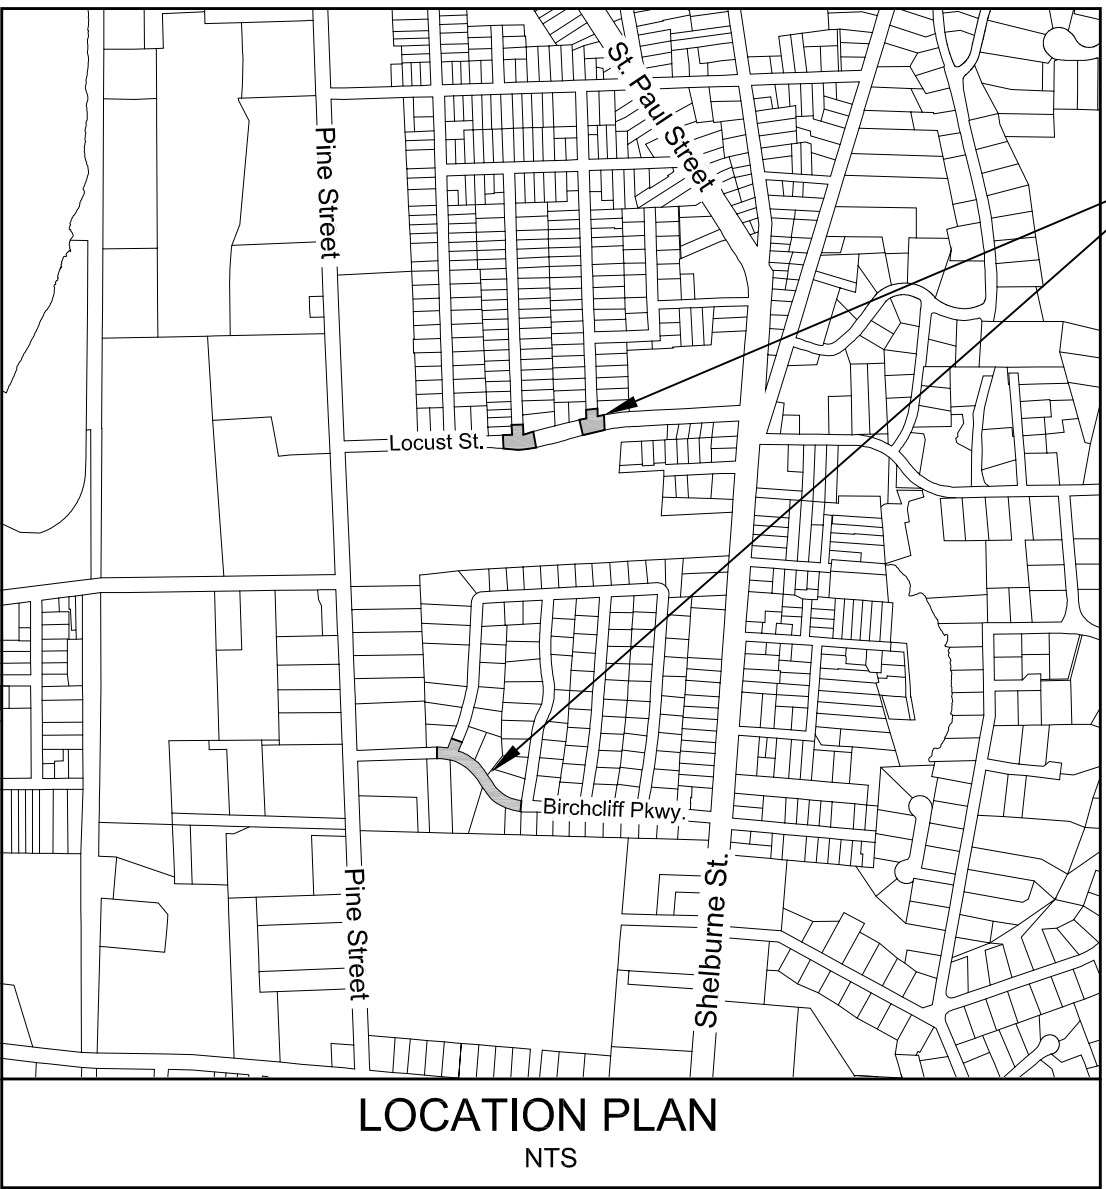 St. Paul Street
Pine Street
Locust St.
Birchcliff Pkwy.
Pine Street
Shelburne St.
LOCATION PLAN
NTS